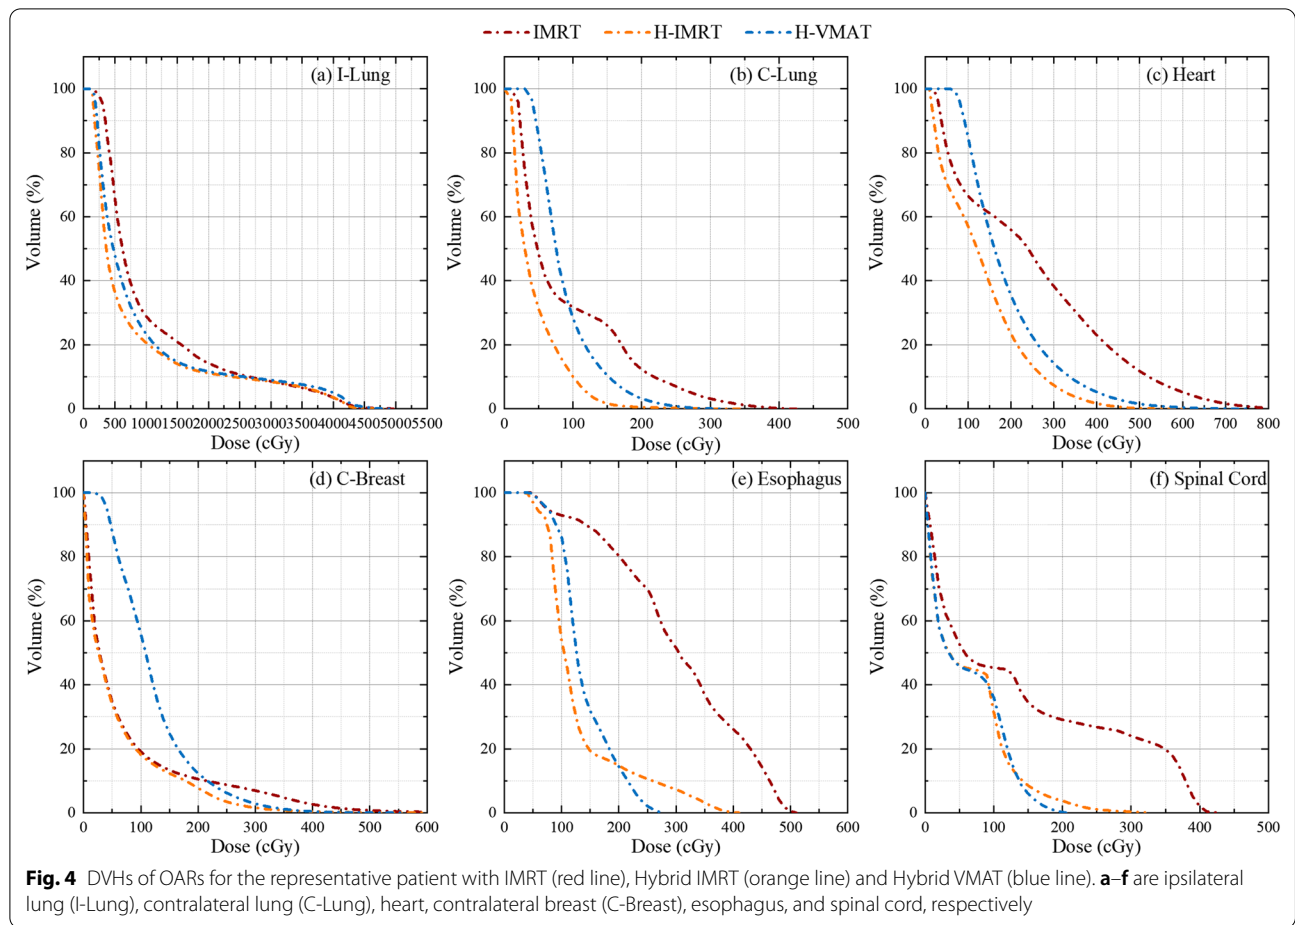 IMRT H-IMRT H-VMAT
(a) I-Lung
(b) C-Lung
(c) Heart
100 80 60 40 20 0
Volume (%)
0 500 1000 1500 2000 2500 3000 3500 4000 4500 5000 5500
Dose (cGy)
100 80 60 40 20 0
Volume (%)
0 100 200 300 400 500
Dose (cGy)
100 80 60 40 20 0
Volume (%)
0 100 200 300 400 500 600 700 800
Dose (cGy)
(d) C-Breast
(e) Esophagus
(f) Spinal Cord
100 80 60 40 20 0
Volume (%)
0 100 200 300 400 500 600
Dose (cGy)
100 80 60 40 20 0
Volume (%)
0 100 200 300 400 500 600
Dose (cGy)
100 80 60 40 20 0
Volume (%)
0 100 200 300 400 500
Dose (cGy)
Fig. 4 DVHs of OARs for the representative patient with IMRT (red line), Hybrid IMRT (orange line) and Hybrid VMAT (blue line). a–f are ipsilateral
lung (I-Lung), contralateral lung (C-Lung), heart, contralateral breast (C-Breast), esophagus, and spinal cord, respectively